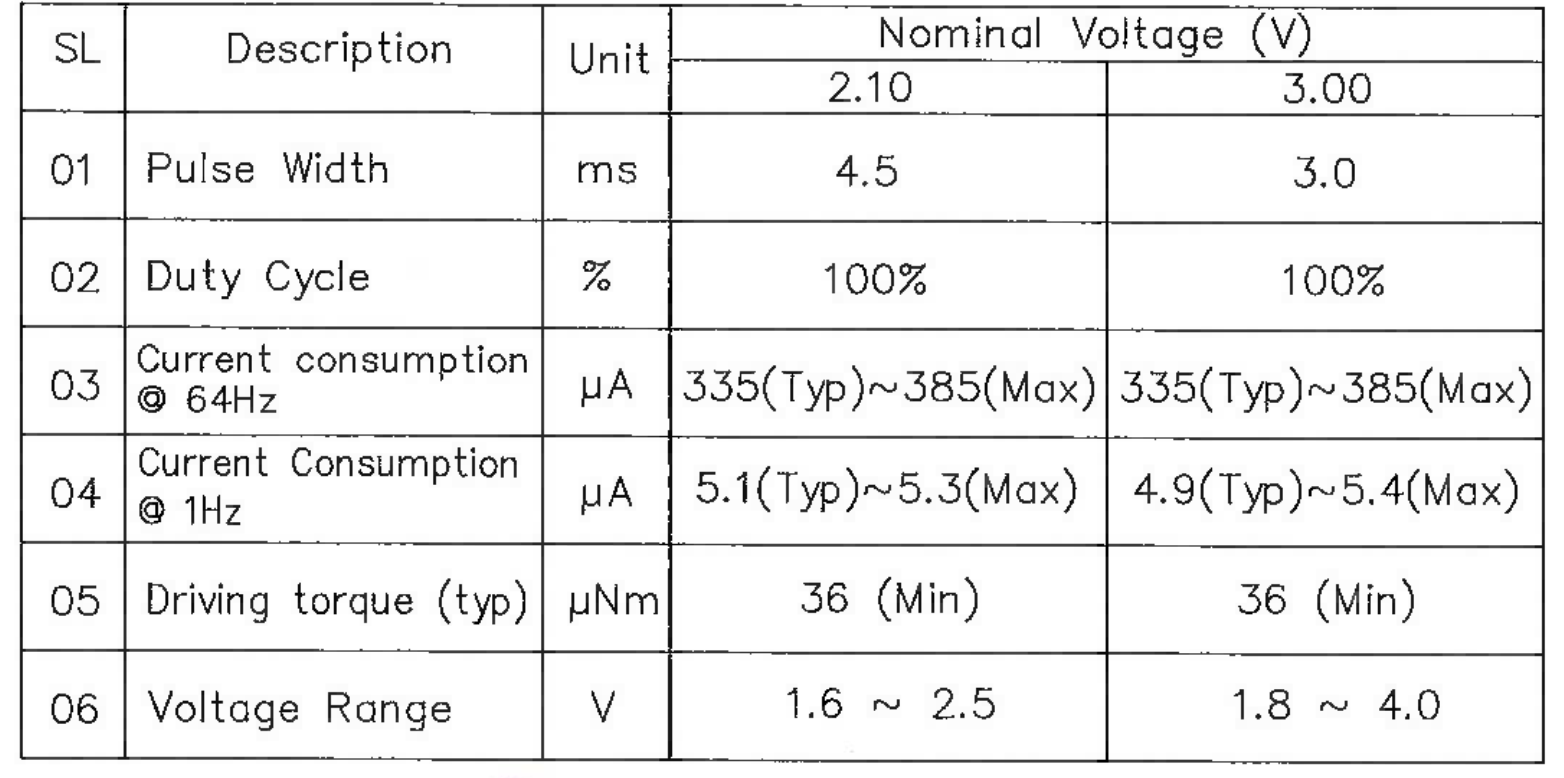 SL Description Unit Nominal Voltage (V)
2.10 3.00
01 Pulse Width ms 4.5 3.0
02 Duty Cycle % 100% 100%
03 Current consumption @ 64Hz µA 335(Typ)~385(Max) 335(Typ)~385(Max)
04 Current Consumption @ 1Hz µA 5.1(Typ)~5.3(Max) 4.9(Typ)~5.4(Max)
05 Driving torque (typ) µNm 36 (Min) 36 (Min)
06 Voltage Range V 1.6 ~ 2.5 1.8 ~ 4.0